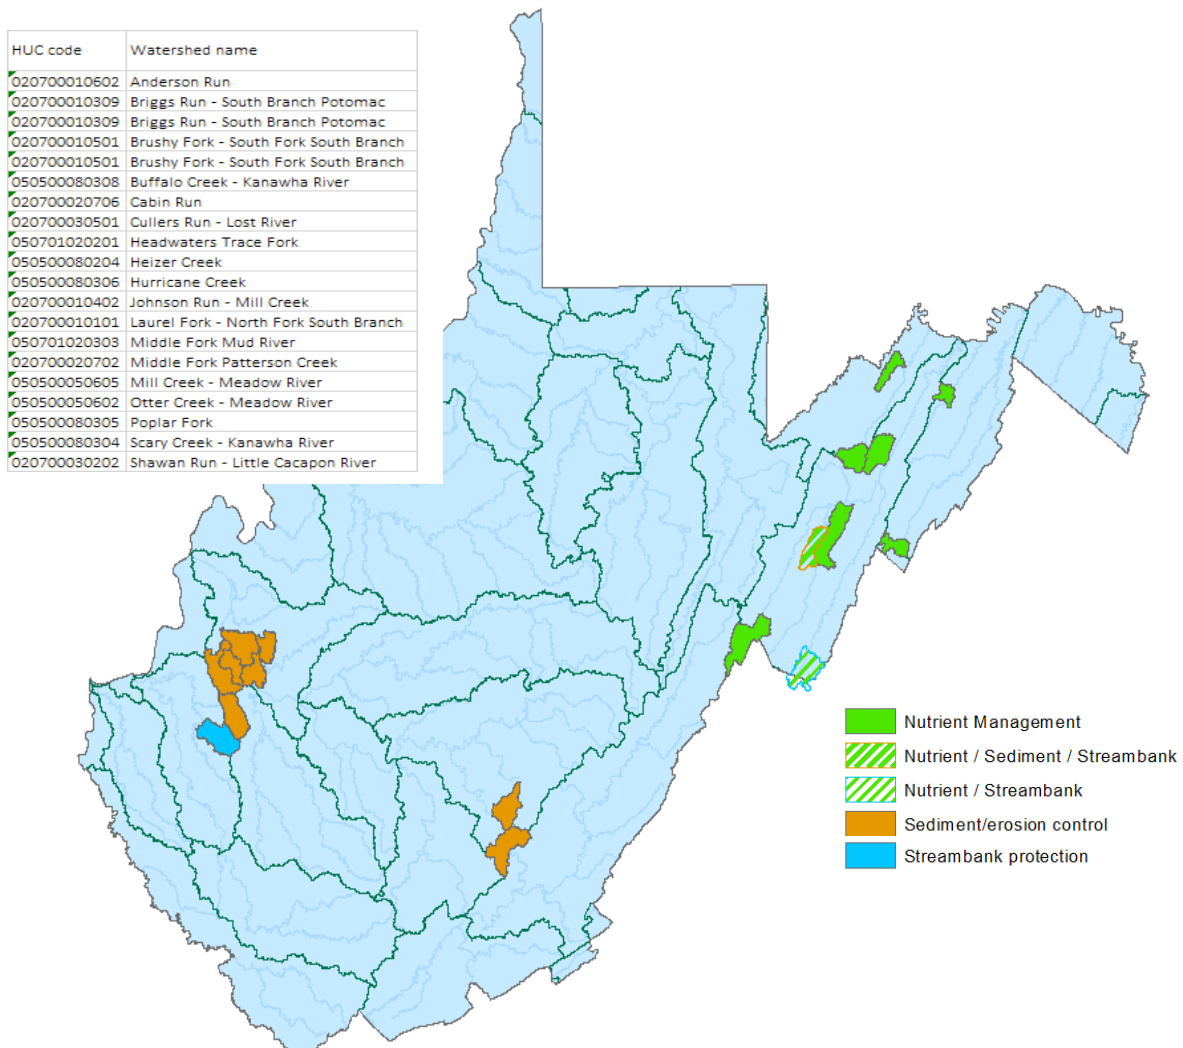 HUC code Watershed name
020700010602 Anderson Run
020700010309 Briggs Run - South Branch Potomac
020700010309 Briggs Run - South Branch Potomac
020700010501 Brushy Fork - South Fork South Branch
020700010501 Brushy Fork - South Fork South Branch
050500080308 Buffalo Creek - Kanawha River
020700020706 Cabin Run
020700030501 Cullers Run - Lost River
050701020201 Headwaters Trace Fork
050500080204 Heizer Creek
050500080306 Hurricane Creek
020700010402 Johnson Run - Mill Creek
020700010101 Laurel Fork - North Fork South Branch
050701020303 Middle Fork Mud River
020700020702 Middle Fork Patterson Creek
050500050605 Mill Creek - Meadow River
050500050602 Otter Creek - Meadow River
050500080305 Poplar Fork
050500080304 Scary Creek - Kanawha River
020700030202 Shawan Run - Little Cacapon River
Nutrient Management
Nutrient / Sediment / Streambank
Nutrient / Streambank
Sediment/erosion control
Streambank protection